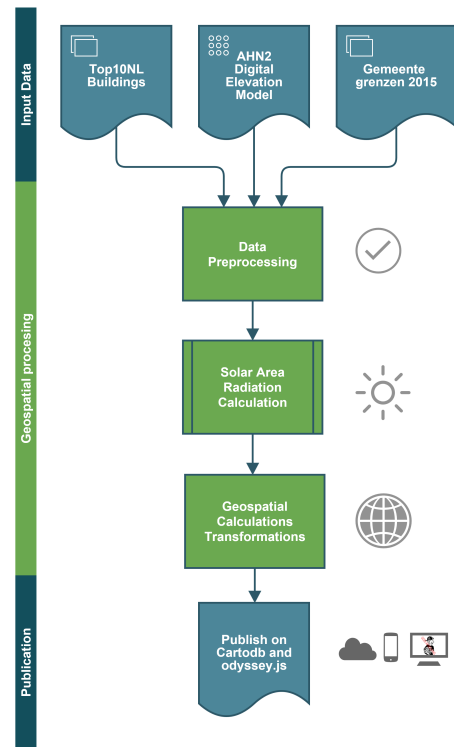 Input Data
Top10NL
Buildings
AHN2
Digital
Elevation
Model
Gemeente
grenzen 2015
Geospatial procesing
Data
Preprocessing
Solar Area
Radiation
Calculation
Geospatial
Calculations
Transformations
Publication
Publish on
Cartodb and
odyssey.js